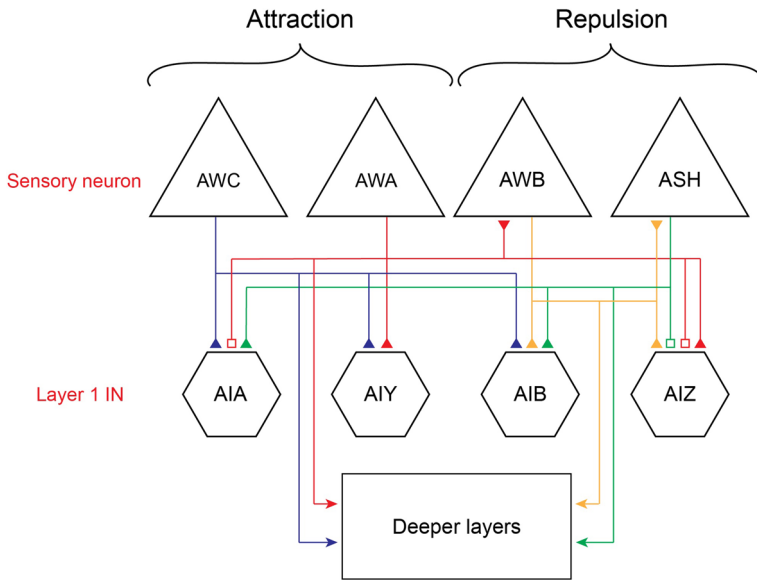 Attraction
Repulsion
Sensory neuron
AWC
AWA
AWB
ASH
Layer 1 IN
AIA
AIY
AIB
AIZ
Deeper layers